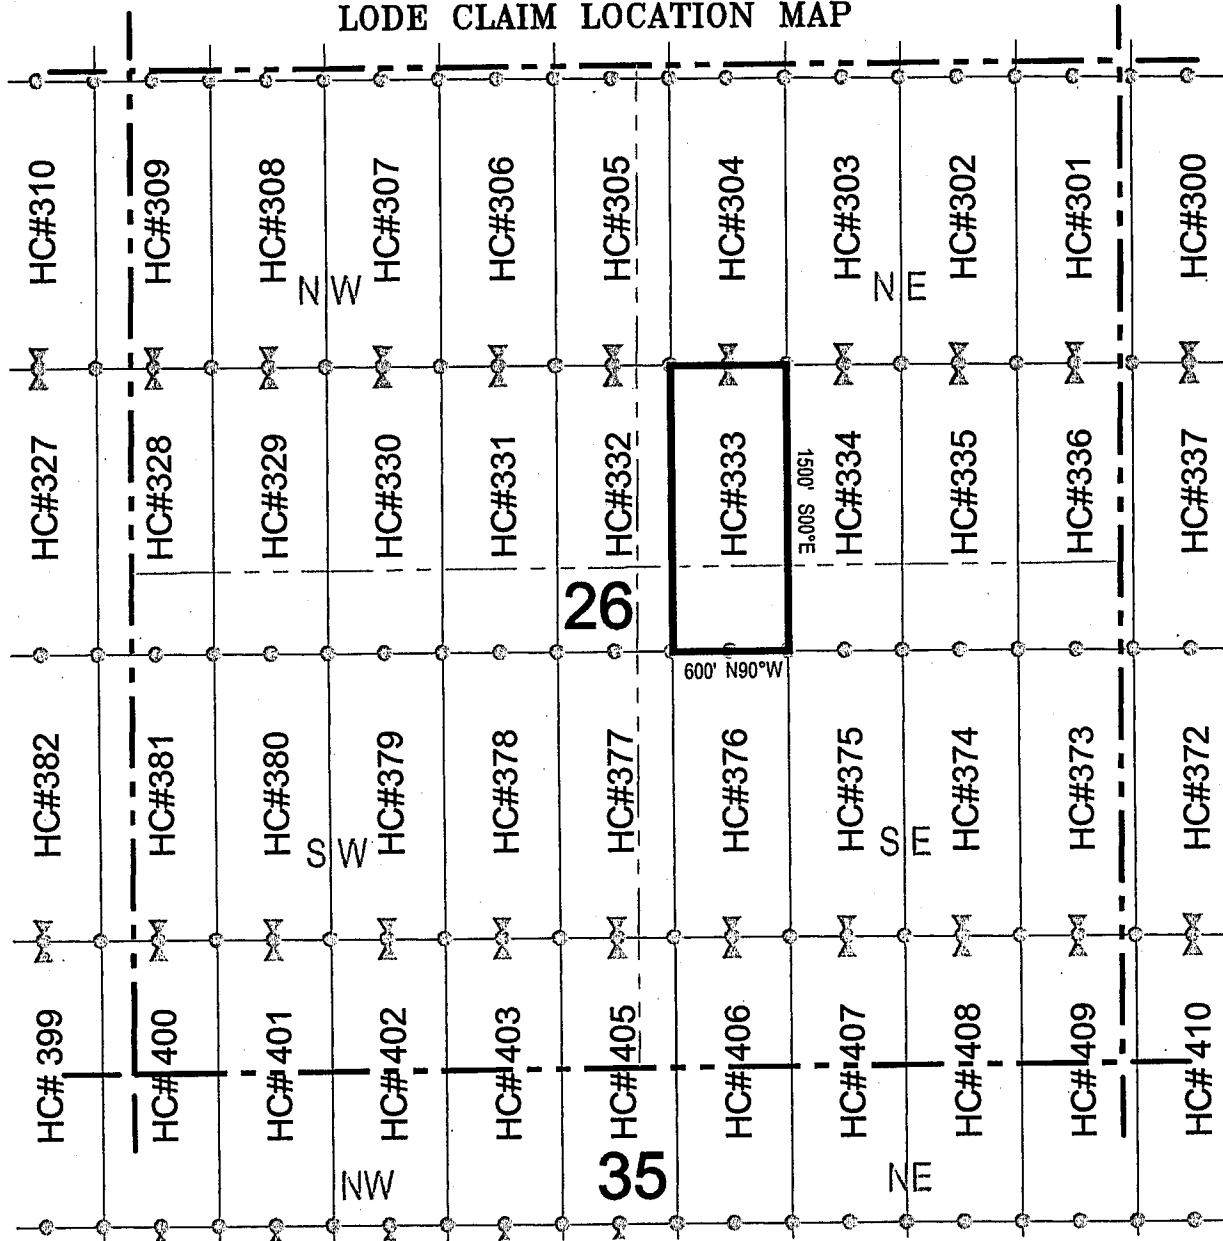 LODE CLAIM LOCATION MAP
HC#310
HC#309
HC#308
HC#307
HC#306
HC#305
HC#304
HC#303
HC#302
HC#301
HC#300
NW
NE
HC#327
HC#328
HC#329
HC#330
HC#331
HC#332
HC#333
1500' S00°E
HC#334
HC#335
HC#336
HC#337
26
600' N90°W
HC#382
HC#381
HC#380
HC#379
HC#378
HC#377
HC#376
HC#375
HC#374
HC#373
HC#372
SW
SE
HC#399
HC#400
HC#401
HC#402
HC#403
HC#405
HC#406
HC#407
HC#408
HC#409
HC#410
NW
35
NE